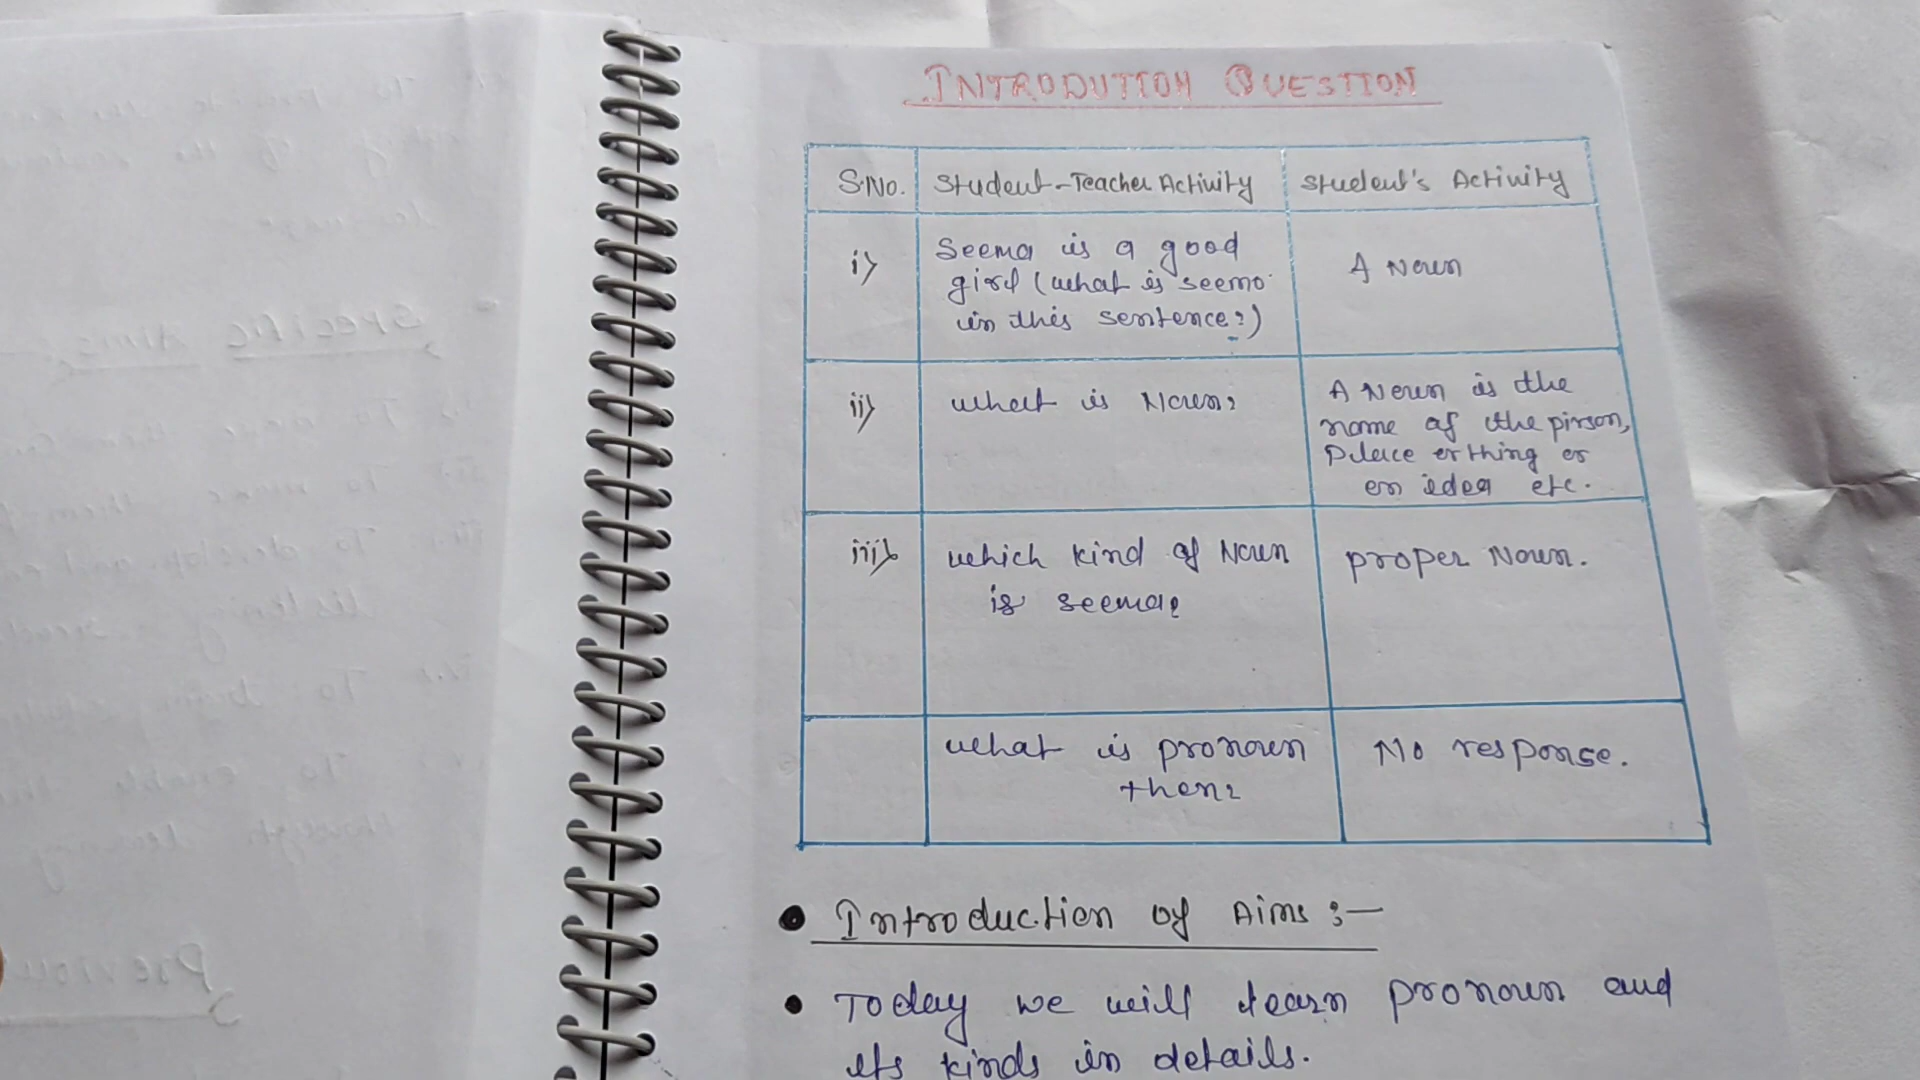 INTRODUTION QUESTION
S.No. Student-Teacher Activity Student's Activity
i) Seema is a good
girl (what is seema
in this sentence?)
A Noun
ii) what is Noun?
A Noun is the
name of the pirson,
place or thing or
an idea etc.
iii) which kind of Noun
is seema?
proper Noun.
what is pronoun
then?
No response.
• Introduction of Aims :-
• Today we will learn pronoun and
its kinds in details.